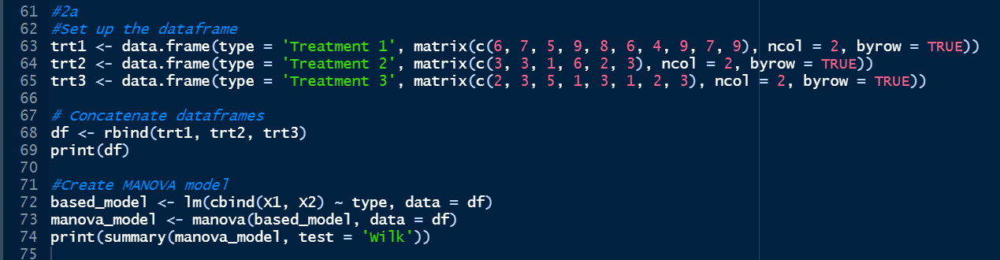 61 #2a
62 #Set up the dataframe
63 trt1 <- data.frame(type = 'Treatment 1', matrix(c(6, 7, 5, 9, 8, 6, 4, 9, 7, 9), ncol = 2, byrow = TRUE))
64 trt2 <- data.frame(type = 'Treatment 2', matrix(c(3, 3, 1, 6, 2, 3), ncol = 2, byrow = TRUE))
65 trt3 <- data.frame(type = 'Treatment 3', matrix(c(2, 3, 5, 1, 3, 1, 2, 3), ncol = 2, byrow = TRUE))
66
67 # Concatenate dataframes
68 df <- rbind(trt1, trt2, trt3)
69 print(df)
70
71 #Create MANOVA model
72 based_model <- lm(cbind(X1, X2) ~ type, data = df)
73 manova_model <- manova(based_model, data = df)
74 print(summary(manova_model, test = 'Wilk'))
75